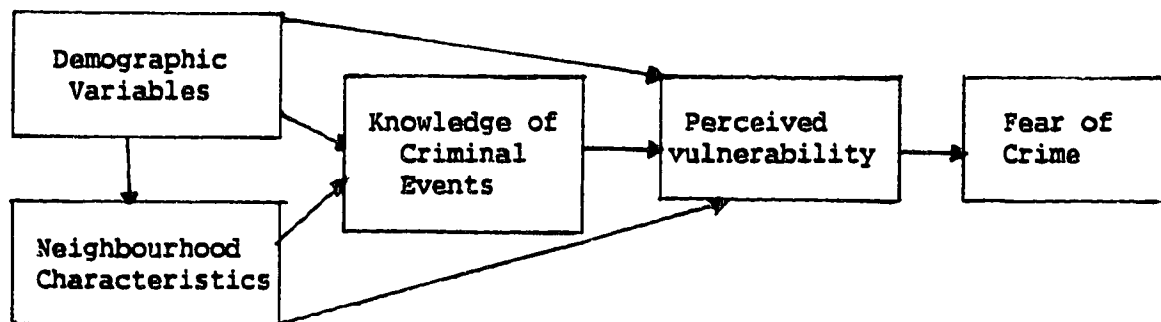 Demographic
Variables
Knowledge of
Criminal
Events
Perceived
vulnerability
Fear of
Crime
Neighbourhood
Characteristics